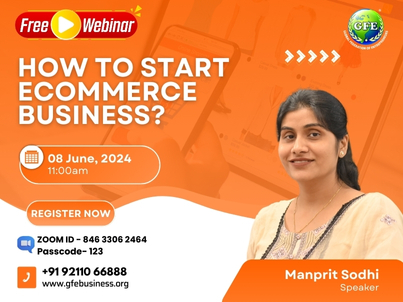 Free Webinar
GFE
HOW TO START
ECOMMERCE
BUSINESS?
08 June, 2024
11:00am
REGISTER NOW
ZOOM ID - 846 3306 2464
Passcode- 123
+91 92110 66888
www.gfebusiness.org
Manprit Sodhi
Speaker